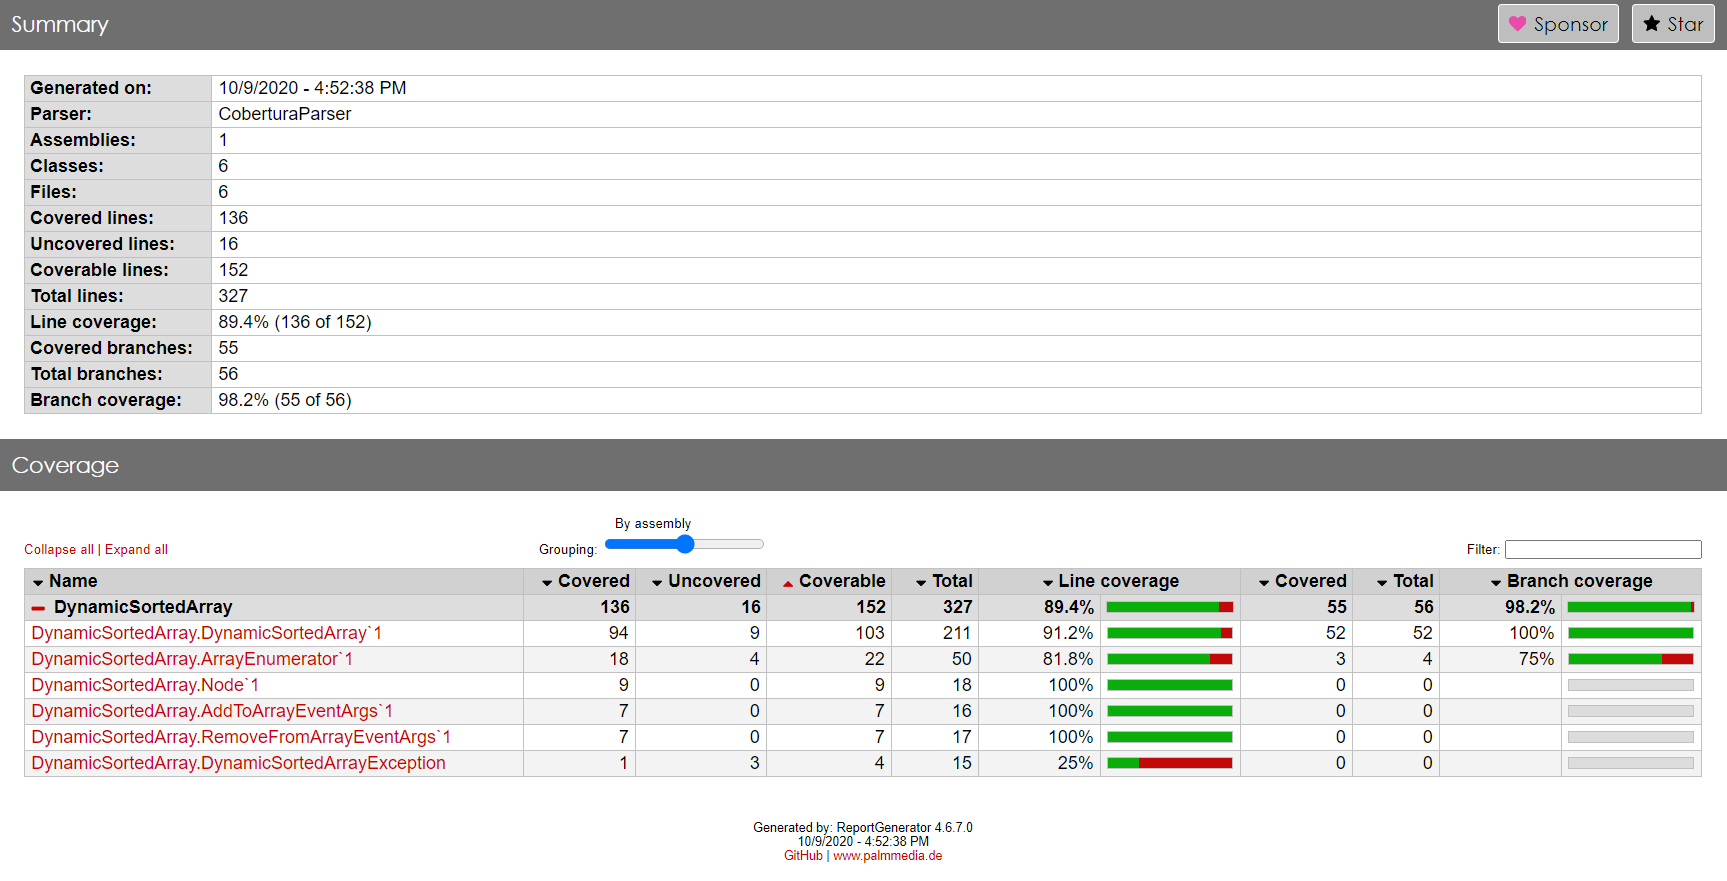 Summary
Sponsor Star
Generated on: 10/9/2020 - 4:52:38 PM
Parser: CoberturaParser
Assemblies: 1
Classes: 6
Files: 6
Covered lines: 136
Uncovered lines: 16
Coverable lines: 152
Total lines: 327
Line coverage: 89.4% (136 of 152)
Covered branches: 55
Total branches: 56
Branch coverage: 98.2% (55 of 56)
Coverage
By assembly
Collapse all | Expand all Grouping: Filter:
Name Covered Uncovered Coverable Total Line coverage Covered Total Branch coverage
DynamicSortedArray 136 16 152 327 89.4% 55 56 98.2%
DynamicSortedArray.DynamicSortedArray`1 94 9 103 211 91.2% 52 52 100%
DynamicSortedArray.ArrayEnumerator`1 18 4 22 50 81.8% 3 4 75%
DynamicSortedArray.Node`1 9 0 9 18 100% 0 0
DynamicSortedArray.AddToArrayEventArgs`1 7 0 7 16 100% 0 0
DynamicSortedArray.RemoveFromArrayEventArgs`1 7 0 7 17 100% 0 0
DynamicSortedArray.DynamicSortedArrayException 1 3 4 15 25% 0 0
Generated by: ReportGenerator 4.6.7.0
10/9/2020 - 4:52:38 PM
GitHub | www.palmmedia.de